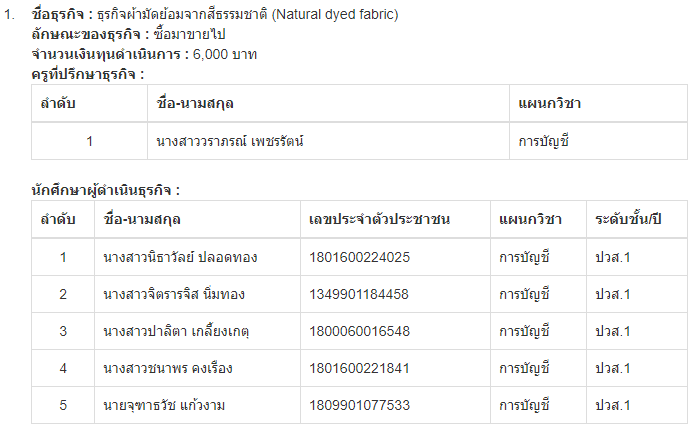 1. ชื่อธุรกิจ : ธุรกิจผ้ามัดย้อมจากสีธรรมชาติ (Natural dyed fabric)
ลักษณะของธุรกิจ : ซื้อมาขายไป
จำนวนเงินทุนดำเนินการ : 6,000 บาท
ครูที่ปรึกษาธุรกิจ :
ลำดับ ชื่อ-นามสกุล แผนกวิชา
1 นางสาววราภรณ์ เพชรรัตน์ การบัญชี
นักศึกษาผู้ดำเนินธุรกิจ :
ลำดับ ชื่อ-นามสกุล เลขประจำตัวประชาชน แผนกวิชา ระดับชั้น/ปี
1 นางสาวนิธาวัลย์ ปลอดทอง 1801600224025 การบัญชี ปวส.1
2 นางสาวจิตรารจิส นิ่มทอง 1349901184458 การบัญชี ปวส.1
3 นางสาวปาลิตา เกลี้ยงเกตุ 1800060016548 การบัญชี ปวส.1
4 นางสาวชนาพร คงเรือง 1801600221841 การบัญชี ปวส.1
5 นายจุฑาธวัช แก้วงาม 1809901077533 การบัญชี ปวส.1